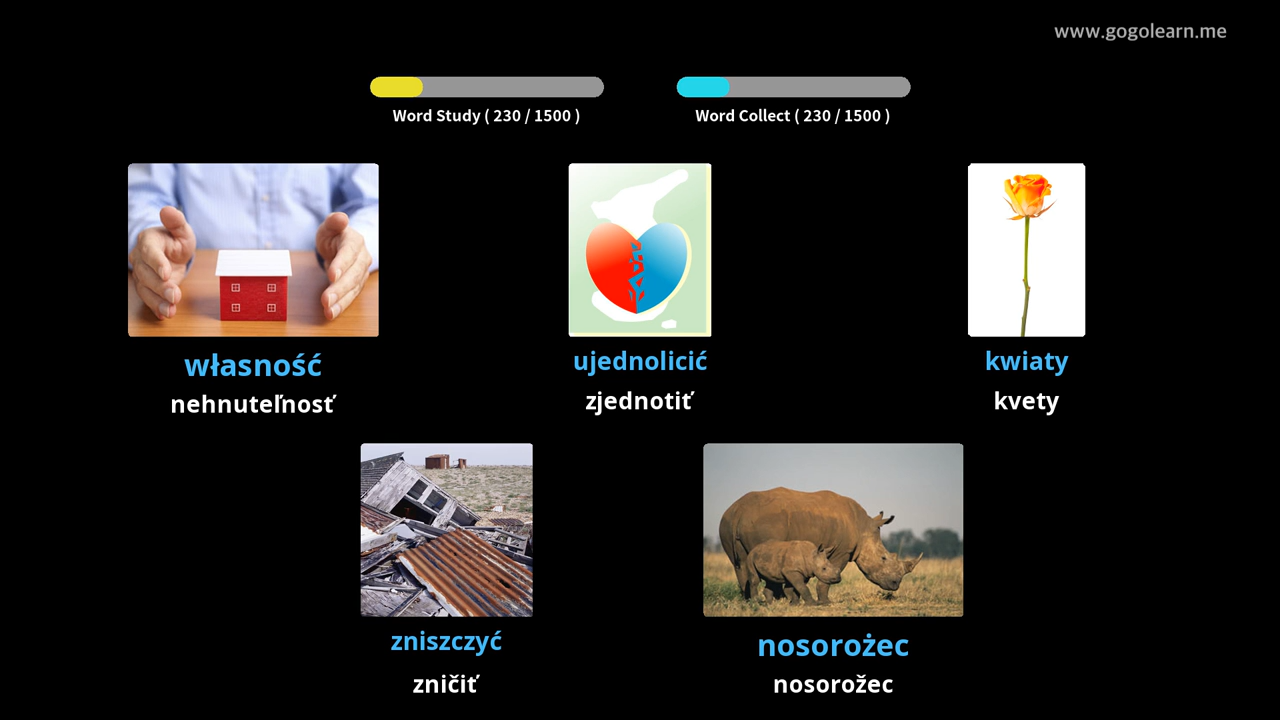 www.gogolearn.me
Word Study ( 230 / 1500 )
Word Collect ( 230 / 1500 )
własność
nehnuteľnosť
ujednolicić
zjednotiť
kwiaty
kvety
zniszczyć
zničiť
nosorożec
nosorožec